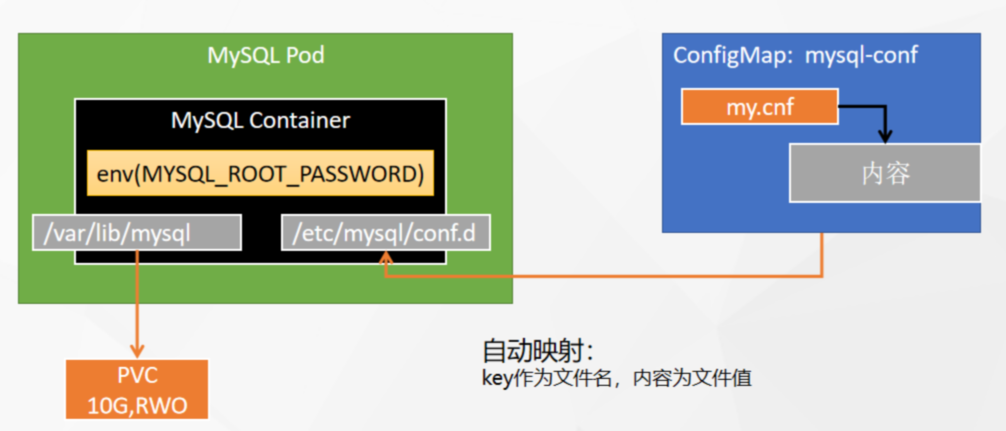 MySQL Pod
MySQL Container
env(MYSQL_ROOT_PASSWORD)
/var/lib/mysql
/etc/mysql/conf.d
PVC
10G,RWO
ConfigMap: mysql-conf
my.cnf
内容
自动映射：
key作为文件名，内容为文件值